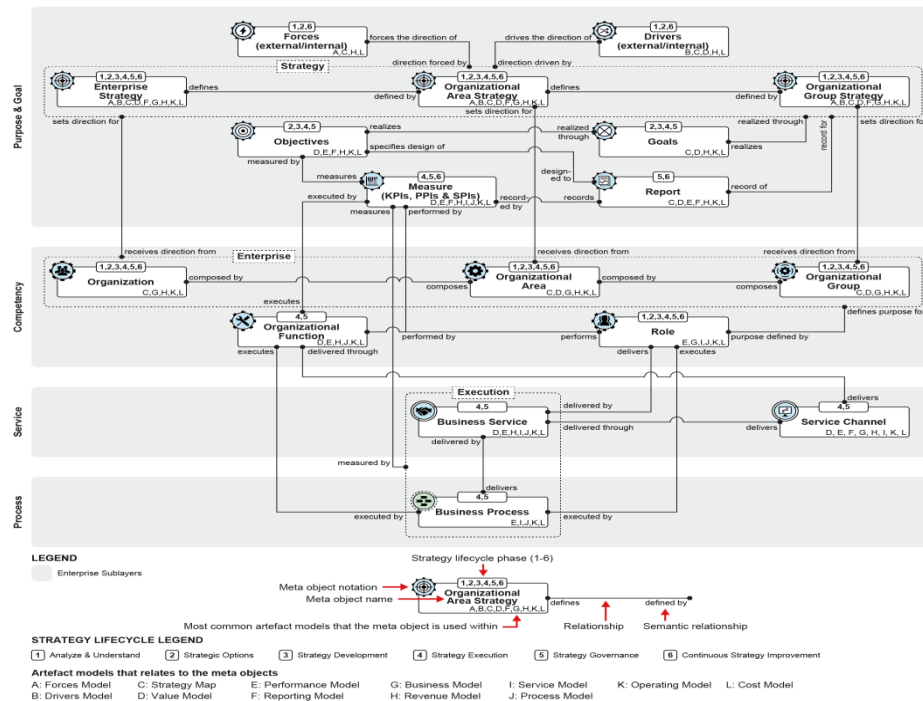 1,2,6
Forces
(external/internal)
A,C,H,L
forces the direction of
drives the direction of
1,2,6
Drivers
(external/internal)
B,C,D,H,L
direction forced by
direction driven by
Strategy
Purpose & Goal
1,2,3,4,5,6
Enterprise
Strategy
A,B,C,D,F,G,H,K,L
defines
defined by
1,2,3,4,5,6
Organizational
Area Strategy
A,B,C,D,F,G,H,K,L
defines
defined by
1,2,3,4,5,6
Organizational
Group Strategy
A,B,C,D,F,G,H,K,L
sets direction for
sets direction for
realized through
sets direction for
2,3,4,5
Objectives
D,E,F,H,K,L
realizes
specifies design of
realized
through
2,3,4,5
Goals
C,D,H,K,L
realizes
record for
measured by
measures
4,5,6
Measure
(KPIs, PPIs & SPIs)
D,E,F,H,I,J,K,L
design-
ed to
5,6
Report
C,D,E,F,H,K,L
record of
executed by
record-
ed by
records
measures
performed by
receives direction from
receives direction from
receives direction from
Enterprise
Competency
1,2,3,4,5,6
Organization
C,G,H,K,L
composed by
composes
1,2,3,4,5,6
Organizational
Area
C,D,G,H,K,L
composed by
composes
1,2,3,4,5,6
Organizational
Group
C,D,G,H,K,L
executes
defines purpose for
4,5
Organizational
Function
D,E,H,J,K,L
performed by
performs
1,2,3,4,5,6
Role
E,G,I,J,K,L
purpose defined by
executes
delivered through
delivers
executes
Execution
Service
4,5
Business Service
D,E,H,I,J,K,L
delivered by
delivered through
delivers
delivers
4,5
Service Channel
D, E, F, G, H, I, K, L
delivered by
measured by
delivers
Process
4,5
Business Process
E,I,J,K,L
executed by
executed by
LEGEND
Enterprise Sublayers
Strategy lifecycle phase (1-6)
Meta object notation
Meta object name
1,2,3,4,5,6
Organizational
Area Strategy
A,B,C,D,F,G,H,K,L
defines
defined by
Most common artefact models that the meta object is used within
Relationship
Semantic relationship
STRATEGY LIFECYCLE LEGEND
1 Analyze & Understand
2 Strategic Options
3 Strategy Development
4 Strategy Execution
5 Strategy Governance
6 Continuous Strategy Improvement
Artefact models that relates to the meta objects
A: Forces Model C: Strategy Map E: Performance Model G: Business Model I: Service Model K: Operating Model L: Cost Model
B: Drivers Model D: Value Model F: Reporting Model H: Revenue Model J: Process Model